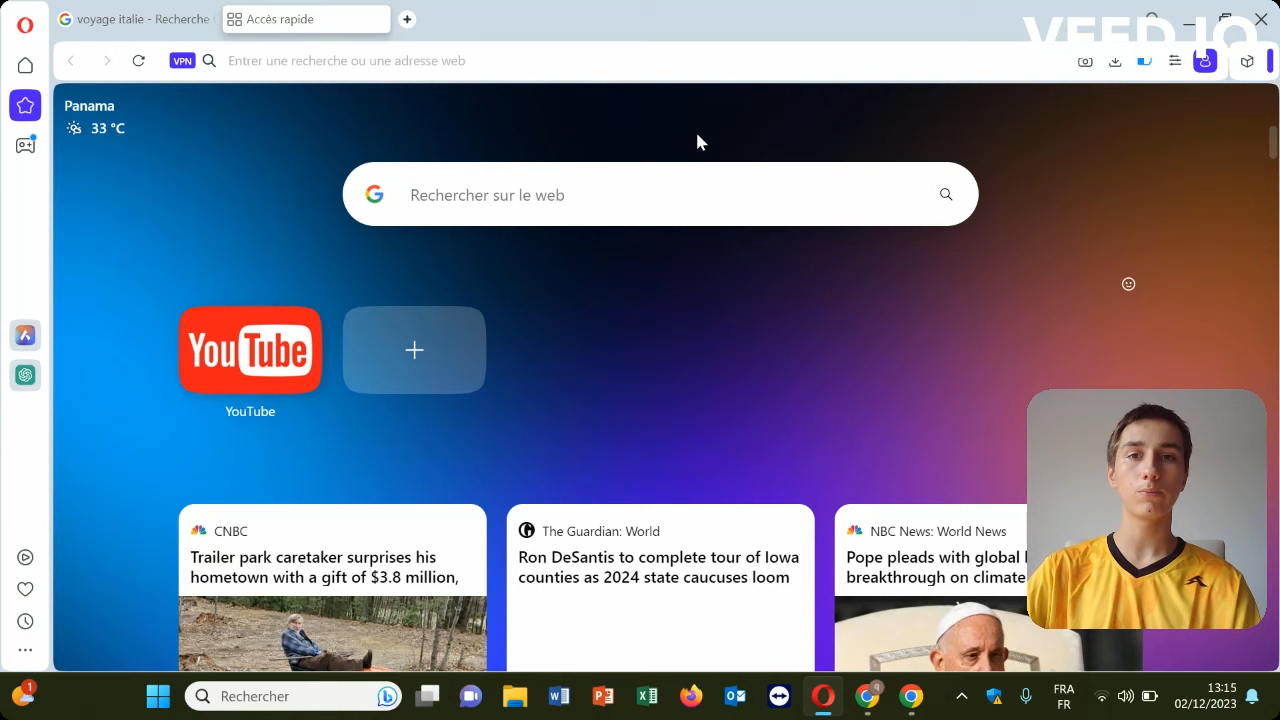 voyage italie - Recherche
Accès rapide
VEED.IO
VPN
Entrer une recherche ou une adresse web
Panama
33 °C
Rechercher sur le web
YouTube
YouTube
CNBC
Trailer park caretaker surprises his
hometown with a gift of $3.8 million,
The Guardian: World
Ron DeSantis to complete tour of Iowa
counties as 2024 state caucuses loom
NBC News: World News
Pope pleads with global
breakthrough on climate
1
Rechercher
q
FRA
FR
13:15
02/12/2023